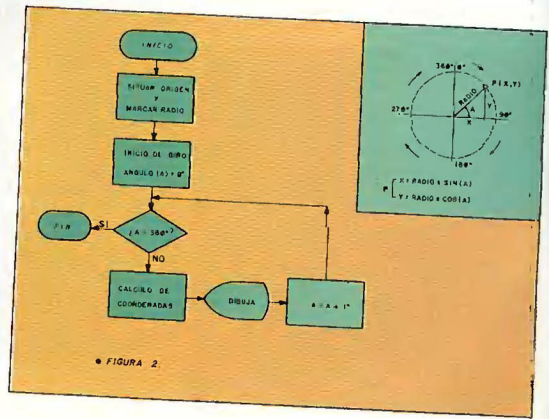 INICIO
SITUAR ORIGEN
Y
MARCAR RADIO
INICIO DE GIRO
ANGULO (A) = 0°
¿A = 360°?
SI
FIN
NO
CALCULO DE
COORDENADAS
DIBUJA
A = A + 1°
● FIGURA 2.
360° 0°
P(X,Y)
RADIO
A
Y
X
270°
90°
180°
P
X = RADIO * SIN(A)
Y = RADIO * COS(A)